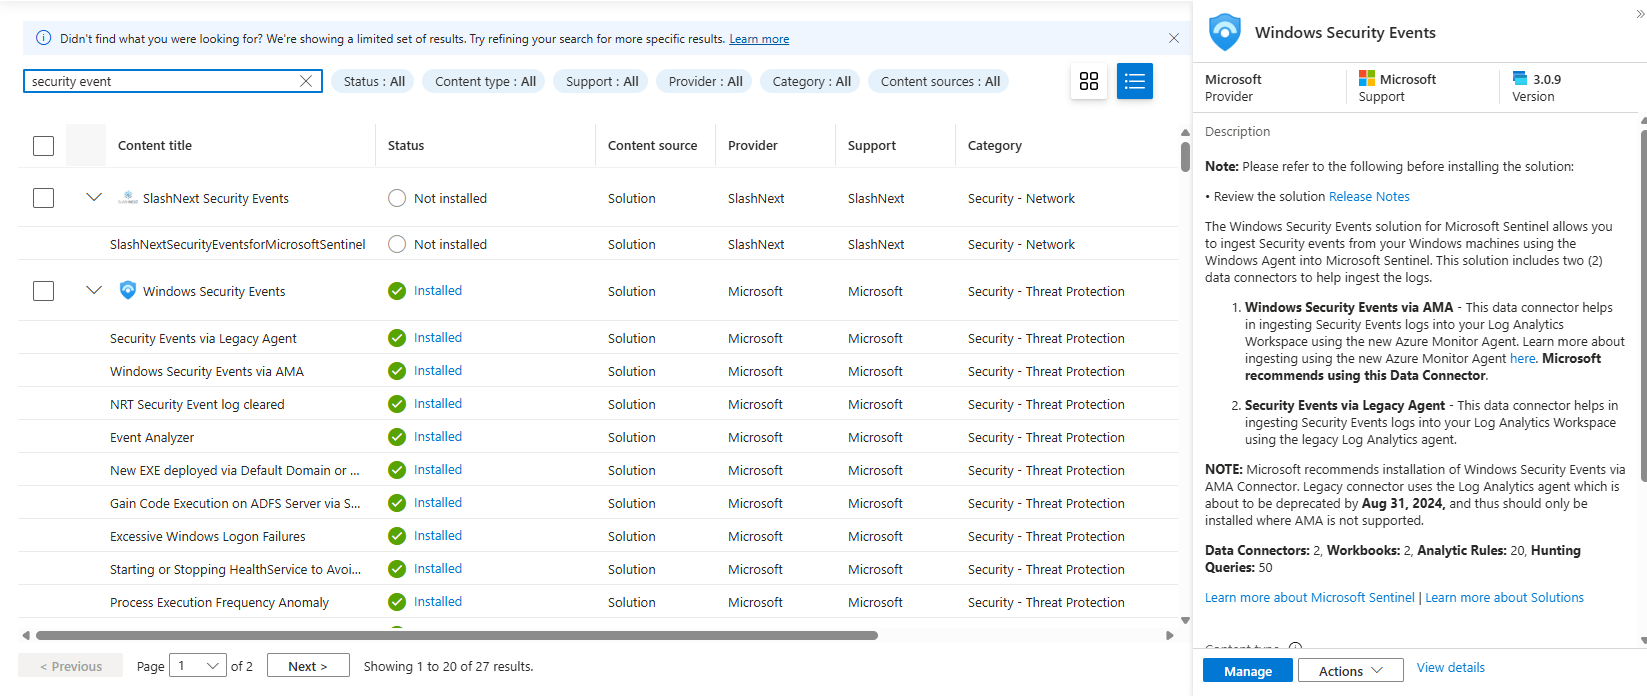 Didn't find what you were looking for? We're showing a limited set of results. Try refining your search for more specific results. Learn more
security event
Status : All
Content type : All
Support : All
Provider : All
Category : All
Content sources : All
Content title Status Content source Provider Support Category
SlashNext Security Events Not installed Solution SlashNext SlashNext Security - Network
SlashNextSecurityEventsforMicrosoftSentinel Not installed Solution SlashNext SlashNext Security - Network
Windows Security Events Installed Solution Microsoft Microsoft Security - Threat Protection
Security Events via Legacy Agent Installed Solution Microsoft Microsoft Security - Threat Protection
Windows Security Events via AMA Installed Solution Microsoft Microsoft Security - Threat Protection
NRT Security Event log cleared Installed Solution Microsoft Microsoft Security - Threat Protection
Event Analyzer Installed Solution Microsoft Microsoft Security - Threat Protection
New EXE deployed via Default Domain or ... Installed Solution Microsoft Microsoft Security - Threat Protection
Gain Code Execution on ADFS Server via S... Installed Solution Microsoft Microsoft Security - Threat Protection
Excessive Windows Logon Failures Installed Solution Microsoft Microsoft Security - Threat Protection
Starting or Stopping HealthService to Avoi... Installed Solution Microsoft Microsoft Security - Threat Protection
Process Execution Frequency Anomaly Installed Solution Microsoft Microsoft Security - Threat Protection
< Previous Page 1 of 2 Next > Showing 1 to 20 of 27 results.
Windows Security Events
Microsoft
Provider
Microsoft
Support
3.0.9
Version
Description
Note: Please refer to the following before installing the solution:
• Review the solution Release Notes
The Windows Security Events solution for Microsoft Sentinel allows you
to ingest Security events from your Windows machines using the
Windows Agent into Microsoft Sentinel. This solution includes two (2)
data connectors to help ingest the logs.
1. Windows Security Events via AMA - This data connector helps
in ingesting Security Events logs into your Log Analytics
Workspace using the new Azure Monitor Agent. Learn more about
ingesting using the new Azure Monitor Agent here. Microsoft
recommends using this Data Connector.
2. Security Events via Legacy Agent - This data connector helps in
ingesting Security Events logs into your Log Analytics Workspace
using the legacy Log Analytics agent.
NOTE: Microsoft recommends installation of Windows Security Events via
AMA Connector. Legacy connector uses the Log Analytics agent which is
about to be deprecated by Aug 31, 2024, and thus should only be
installed where AMA is not supported.
Data Connectors: 2, Workbooks: 2, Analytic Rules: 20, Hunting
Queries: 50
Learn more about Microsoft Sentinel | Learn more about Solutions
Content type
Manage Actions View details